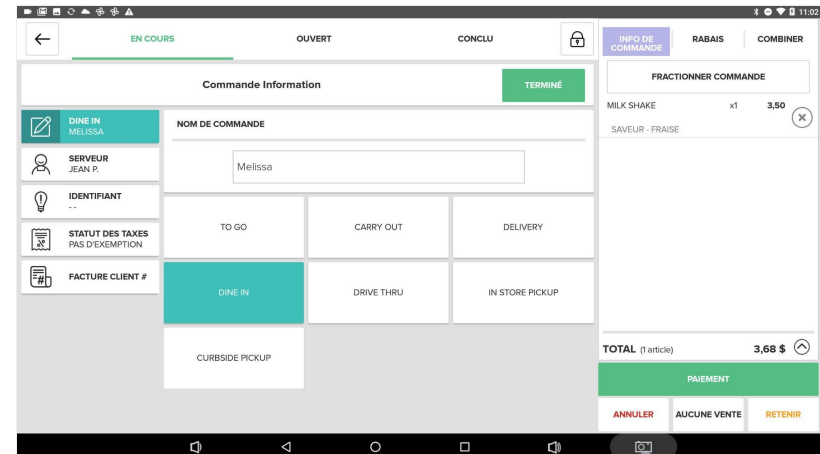 11:02
EN COURS
OUVERT
CONCLU
INFO DE COMMANDE
RABAIS
COMBINER
Commande Information
TERMINÉ
FRACTIONNER COMMANDE
MILK SHAKE x1 3,50
SAVEUR - FRAISE
DINE IN
MELISSA
SERVEUR
JEAN P.
IDENTIFIANT
- -
STATUT DES TAXES
PAS D'EXEMPTION
FACTURE CLIENT #
NOM DE COMMANDE
Melissa
TO GO
CARRY OUT
DELIVERY
DINE IN
DRIVE THRU
IN STORE PICKUP
CURBSIDE PICKUP
TOTAL (1 article) 3,68 $
PAIEMENT
ANNULER
AUCUNE VENTE
RETENIR